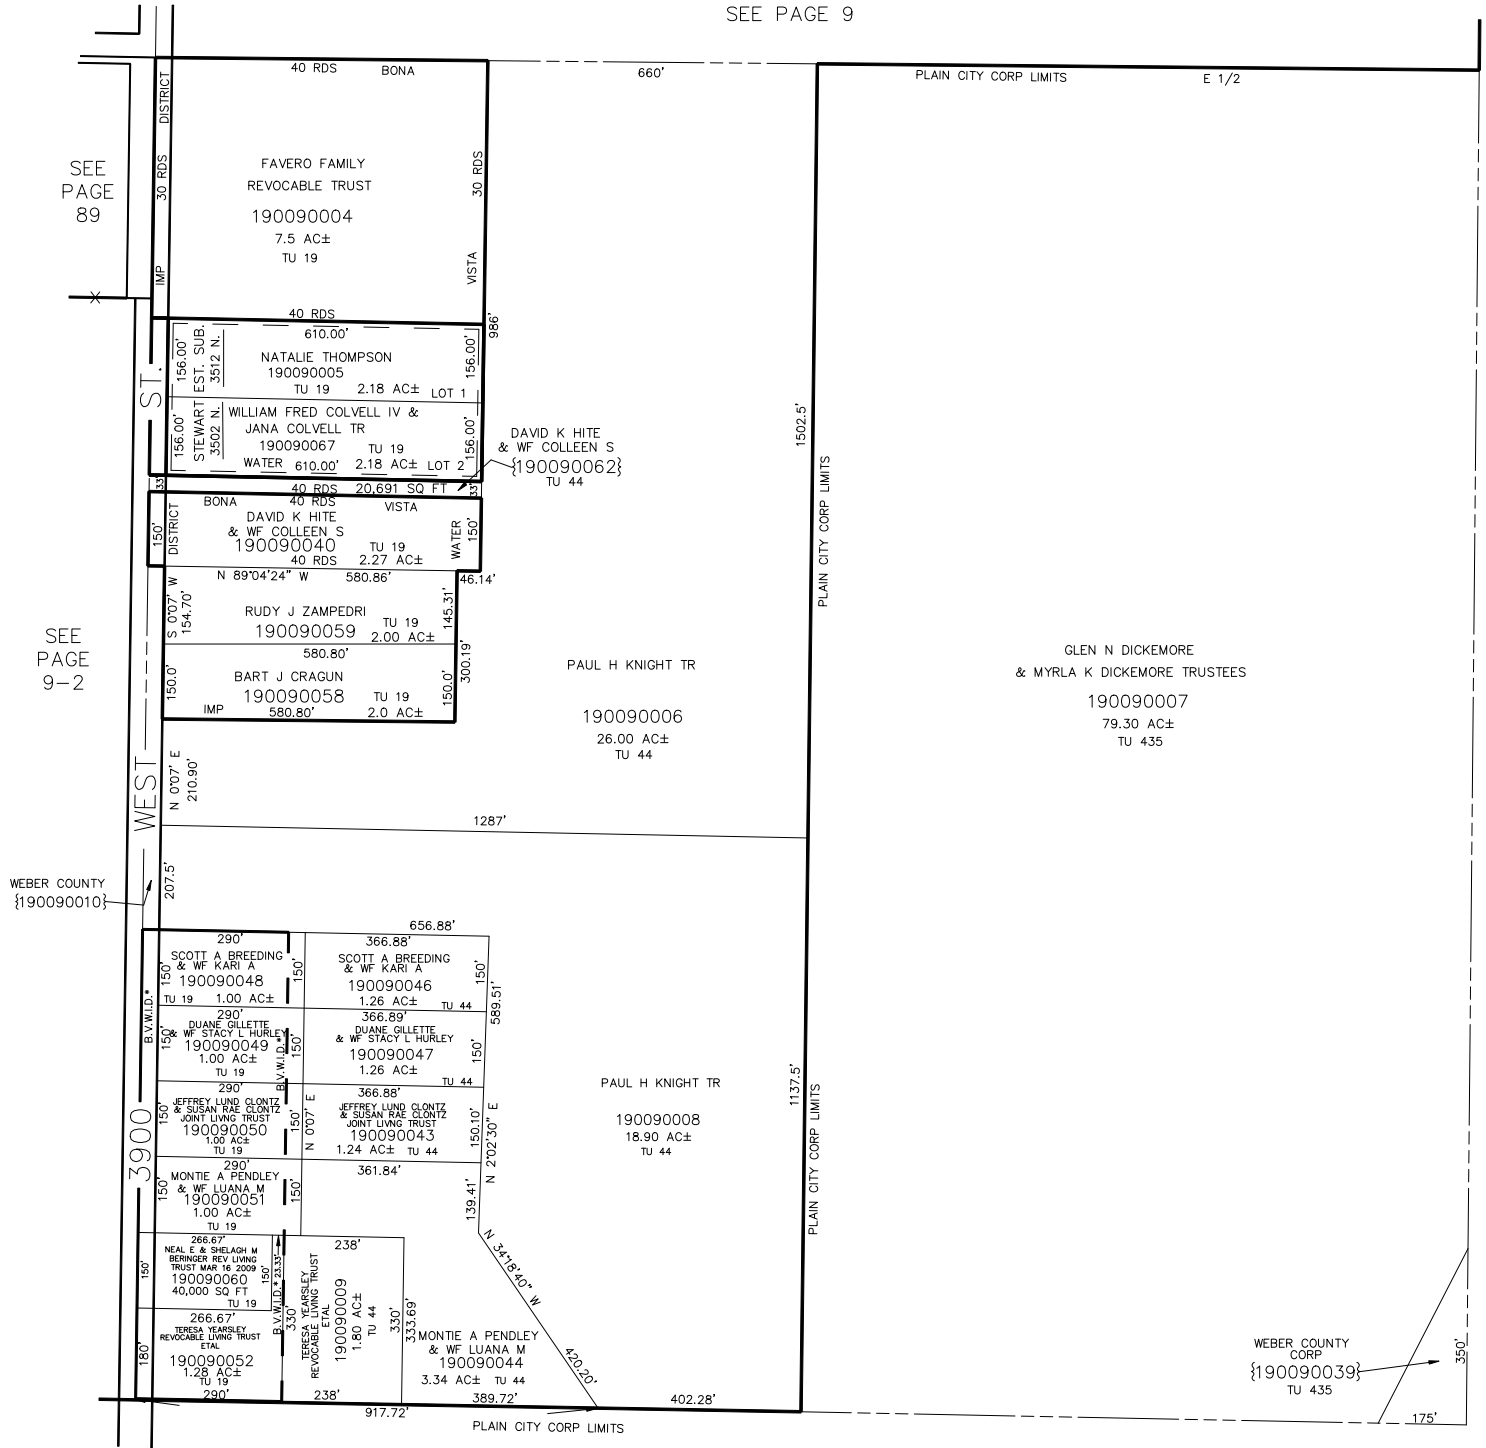 SEE PAGE 9
40 RDS
BONA
660'
PLAIN CITY CORP LIMITS
E 1/2
DISTRICT
30 RDS
IMP
SEE
PAGE
89
FAVERO FAMILY
REVOCABLE TRUST
190090004
7.5 AC±
TU 19
30 RDS
VISTA
986'
40 RDS
610.00'
156.00'
EST. SUB.
3512 N.
NATALIE THOMPSON
190090005
TU 19
2.18 AC±
LOT 1
156.00'
156.00'
STEWART
3502 N.
WILLIAM FRED COLVELL IV &
JANA COLVELL TR
190090067
TU 19
WATER
610.00'
2.18 AC±
LOT 2
156.00'
DAVID K HITE
& WF COLLEEN S
{190090062}
TU 44
33'
40 RDS
20,691 SQ FT
33'
BONA
40 RDS
VISTA
150'
DISTRICT
DAVID K HITE
& WF COLLEEN S
190090040
TU 19
40 RDS
2.27 AC±
WATER
150'
N 89°04'24" W
580.86'
46.14'
S 0°07' W
154.70'
RUDY J ZAMPEDRI
190090059
TU 19
2.00 AC±
145.31'
300.19'
580.80'
150.0'
BART J CRAGUN
190090058
TU 19
IMP
580.80'
2.0 AC±
150.0'
SEE
PAGE
9-2
1502.5'
PLAIN CITY CORP LIMITS
PAUL H KNIGHT TR
190090006
26.00 AC±
TU 44
GLEN N DICKEMORE
& MYRLA K DICKEMORE TRUSTEES
190090007
79.30 AC±
TU 435
3900 WEST ST.
N 0°07' E
210.90'
1287'
207.5'
WEBER COUNTY
{190090010}
656.88'
290'
SCOTT A BREEDING
& WF KARI A
190090048
TU 19
1.00 AC±
150'
150'
366.88'
SCOTT A BREEDING
& WF KARI A
190090046
1.26 AC±
TU 44
150'
589.51'
B.V.W.I.D.*
290'
DUANE GILLETTE
& WF STACY L HURLEY
190090049
1.00 AC±
TU 19
150'
150'
B.V.W.I.D.*
366.89'
DUANE GILLETTE
& WF STACY L HURLEY
190090047
1.26 AC±
TU 44
150'
290'
JEFFREY LUND CLONTZ
& SUSAN RAE CLONTZ
JOINT LIVNG TRUST
190090050
1.00 AC±
TU 19
150'
150'
N 0°07' E
366.88'
JEFFREY LUND CLONTZ
& SUSAN RAE CLONTZ
JOINT LIVNG TRUST
190090043
1.24 AC±
TU 44
150.10'
N 2°02'30" E
290'
MONTIE A PENDLEY
& WF LUANA M
190090051
1.00 AC±
TU 19
150'
150'
361.84'
139.41'
PAUL H KNIGHT TR
190090008
18.90 AC±
TU 44
1137.5'
PLAIN CITY CORP LIMITS
266.67'
NEAL E & SHELAGH M
BERINGER REV LIVING
TRUST MAR 16 2009
190090060
40,000 SQ FT
TU 19
150'
150'
23.33'
B.V.W.I.D.*
266.67'
TERESA YEARSLEY
REVOCABLE LIVING TRUST
ETAL
190090052
1.28 AC±
TU 19
180'
290'
330'
238'
TERESA YEARSLEY
REVOCABLE LIVING TRUST
ETAL
190090009
1.80 AC±
TU 44
330'
333.69'
238'
N 34°18'40" W
420.20'
MONTIE A PENDLEY
& WF LUANA M
190090044
3.34 AC±
TU 44
389.72'
402.28'
917.72'
PLAIN CITY CORP LIMITS
WEBER COUNTY
CORP
{190090039}
TU 435
350'
175'